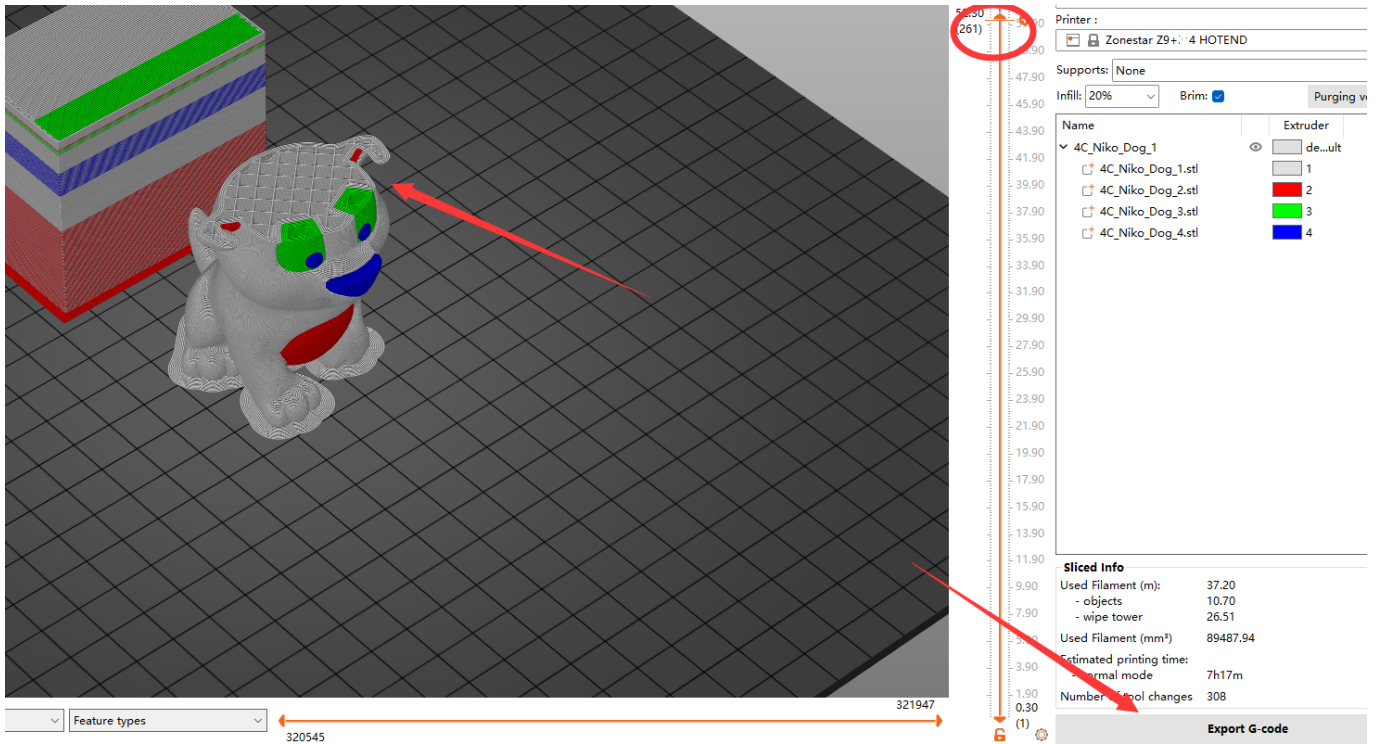 (261)
47.90
45.90
43.90
41.90
39.90
37.90
35.90
33.90
31.90
29.90
27.90
25.90
23.90
21.90
19.90
17.90
15.90
13.90
11.90
9.90
7.90
3.90
1.90
0.30
(1)
Printer :
Zonestar Z9+ 4 HOTEND
Supports: None
Infill: 20% Brim: Purging
Name Extruder
4C_Niko_Dog_1 de...ult
4C_Niko_Dog_1.stl 1
4C_Niko_Dog_2.stl 2
4C_Niko_Dog_3.stl 3
4C_Niko_Dog_4.stl 4
Sliced Info
Used Filament (m): 37.20
- objects 10.70
- wipe tower 26.51
Used Filament (mm³) 89487.94
Estimated printing time:
7h17m
Number tool changes 308
Export G-code
Feature types
321947
320545